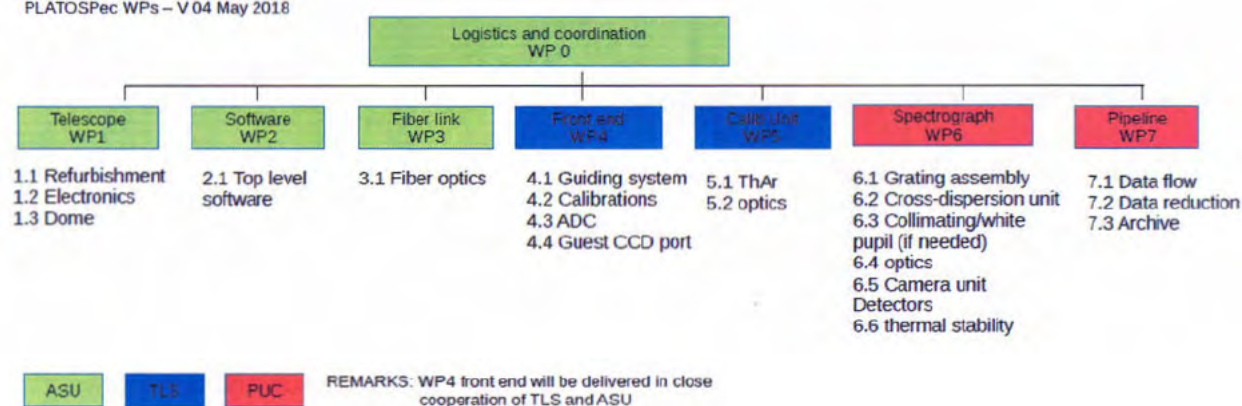 PLATOSPec WPs – V 04 May 2018
Logistics and coordination
WP 0
Telescope
WP1
Software
WP2
Fiber link
WP3
Front end
WP4
Calib Unit
WP5
Spectrograph
WP6
Pipeline
WP7
1.1 Refurbishment
1.2 Electronics
1.3 Dome
2.1 Top level
software
3.1 Fiber optics
4.1 Guiding system
4.2 Calibrations
4.3 ADC
4.4 Guest CCD port
5.1 ThAr
5.2 optics
6.1 Grating assembly
6.2 Cross-dispersion unit
6.3 Collimating/white
pupil (if needed)
6.4 optics
6.5 Camera unit
Detectors
6.6 thermal stability
7.1 Data flow
7.2 Data reduction
7.3 Archive
ASU
TLS
PUC
REMARKS: WP4 front end will be delivered in close
cooperation of TLS and ASU